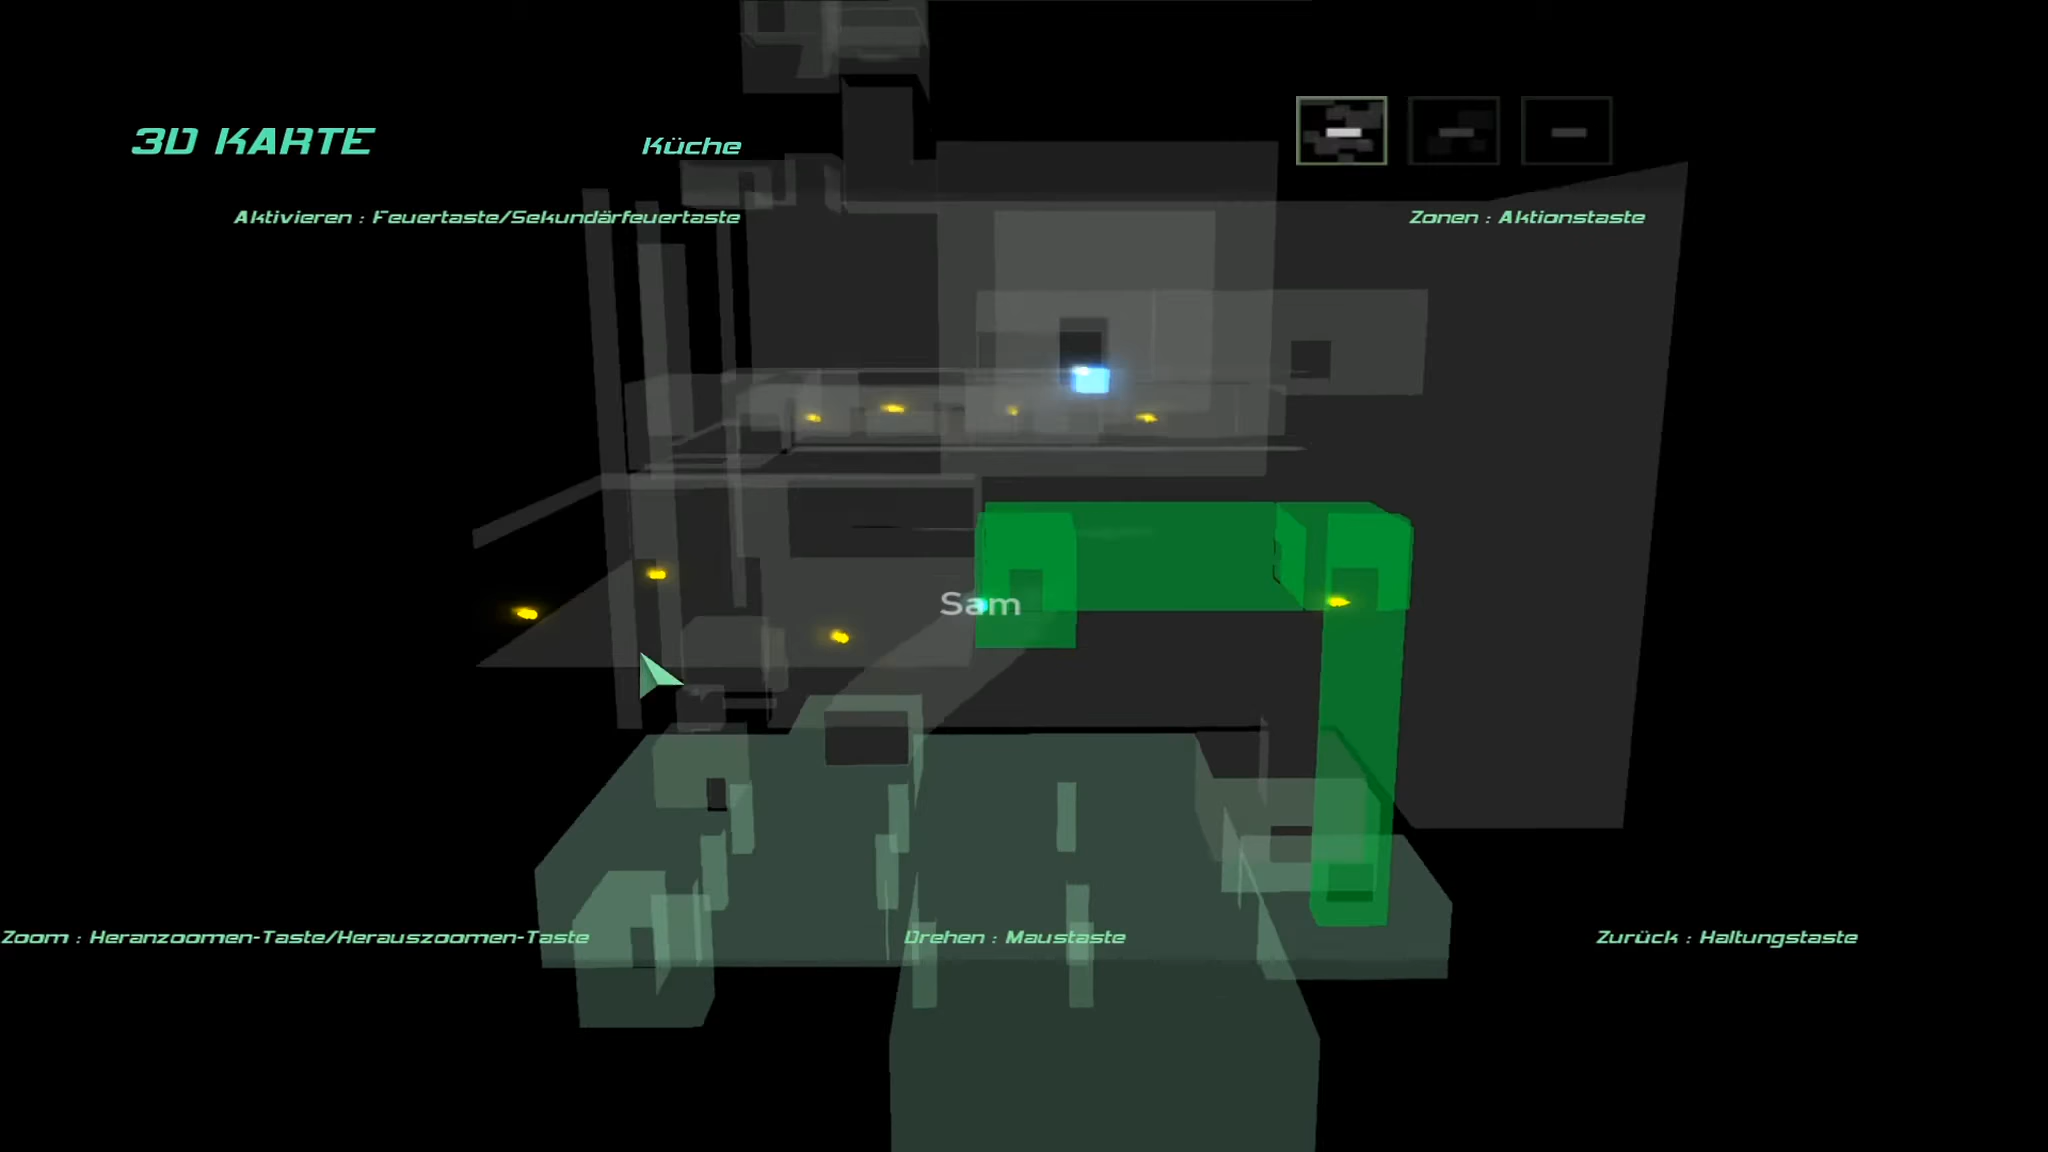 3D KARTE
Küche
Aktivieren : Feuertaste/Sekundärfeuertaste
Zonen : Aktionstaste
Sam
Zoom : Heranzoomen-Taste/Herauszoomen-Taste
Drehen : Maustaste
Zurück : Haltungstaste